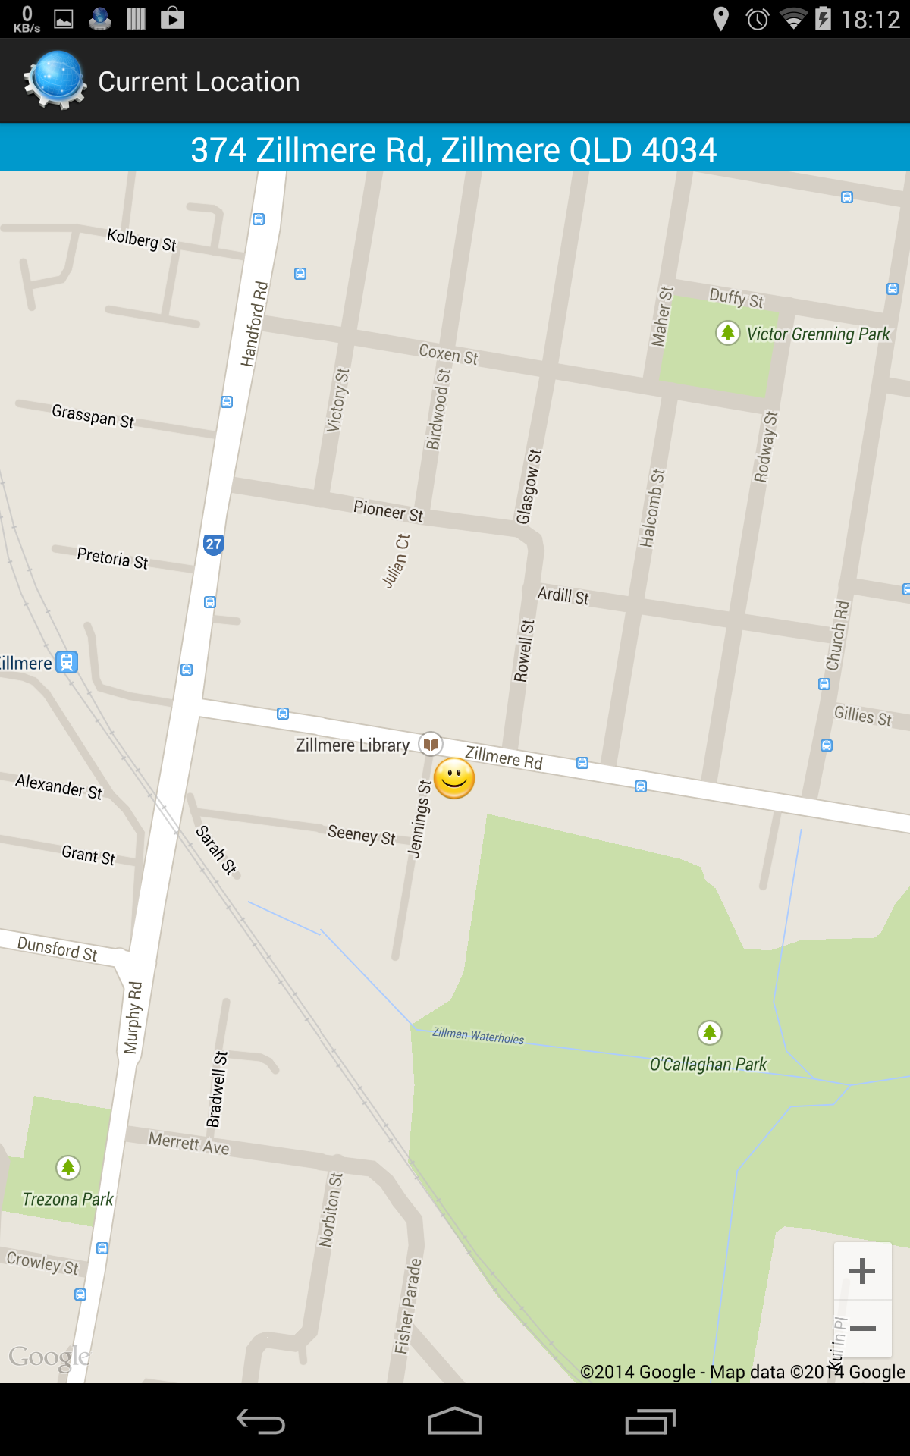 0
KB/s
18:12
Current Location
374 Zillmere Rd, Zillmere QLD 4034
Kolberg St
Handford Rd
Duffy St
Maher St
Victor Grenning Park
Coxen St
Victory St
Birdwood St
Grasspan St
Rodway St
Glasgow St
Halcomb St
Pioneer St
27
Julian Ct
Pretoria St
Ardill St
Church Rd
Rowell St
Zillmere
Gillies St
Zillmere Library
Zillmere Rd
Alexander St
Jennings St
Seeney St
Sarah St
Grant St
Dunsford St
Murphy Rd
Zillman Waterholes
O'Callaghan Park
Bradwell St
Merrett Ave
Trezona Park
Norbiton St
Crowley St
Fisher Parade
+
−
Kui In Pl
Google
©2014 Google - Map data ©2014 Google